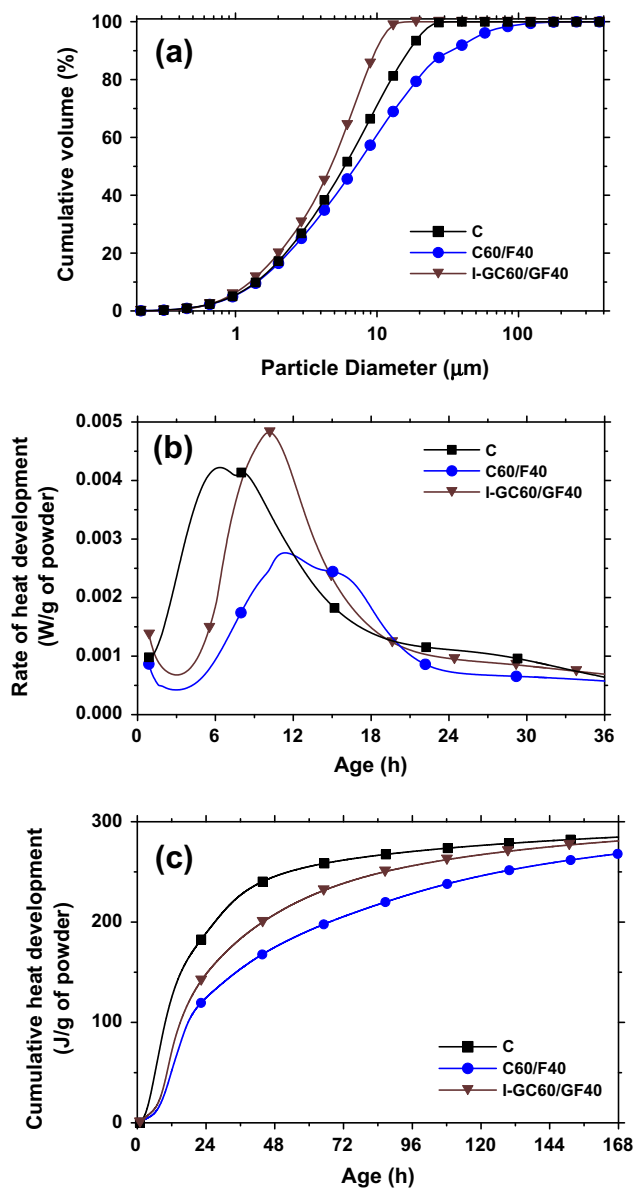 (a)
Cumulative volume (%)
100
80
60
40
20
0
C
C60/F40
I-GC60/GF40
1
10
100
Particle Diameter (μm)
(b)
Rate of heat development
(W/g of powder)
0.005
0.004
0.003
0.002
0.001
0.000
C
C60/F40
I-GC60/GF40
0
6
12
18
24
30
36
Age (h)
(c)
Cumulative heat development
(J/g of powder)
300
200
100
0
C
C60/F40
I-GC60/GF40
0
24
48
72
96
120
144
168
Age (h)